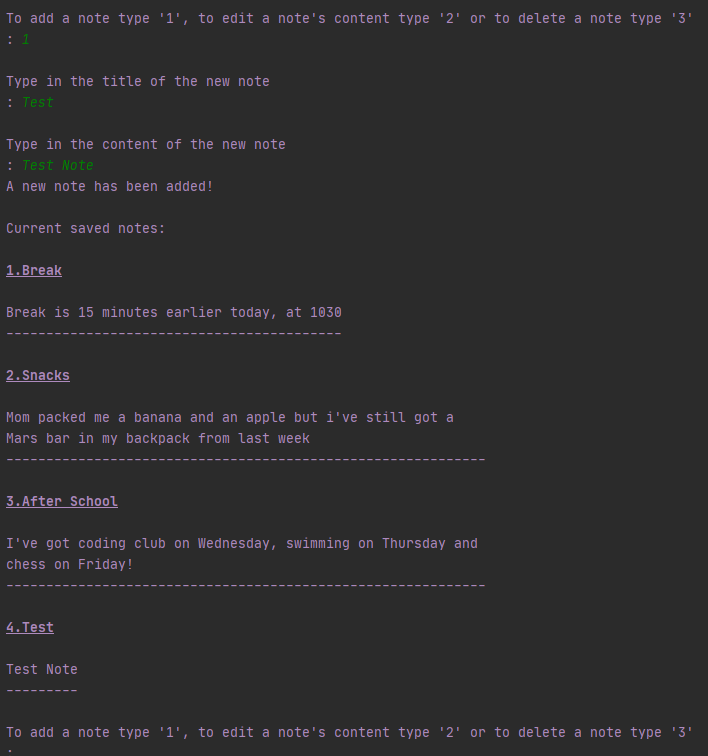 To add a note type '1', to edit a note's content type '2' or to delete a note type '3'
: 1
Type in the title of the new note
: Test
Type in the content of the new note
: Test Note
A new note has been added!
Current saved notes:
1.Break
Break is 15 minutes earlier today, at 1030
------------------------------------------
2.Snacks
Mom packed me a banana and an apple but i've still got a
Mars bar in my backpack from last week
------------------------------------------------------------
3.After School
I've got coding club on Wednesday, swimming on Thursday and
chess on Friday!
------------------------------------------------------------
4.Test
Test Note
---------
To add a note type '1', to edit a note's content type '2' or to delete a note type '3'
: